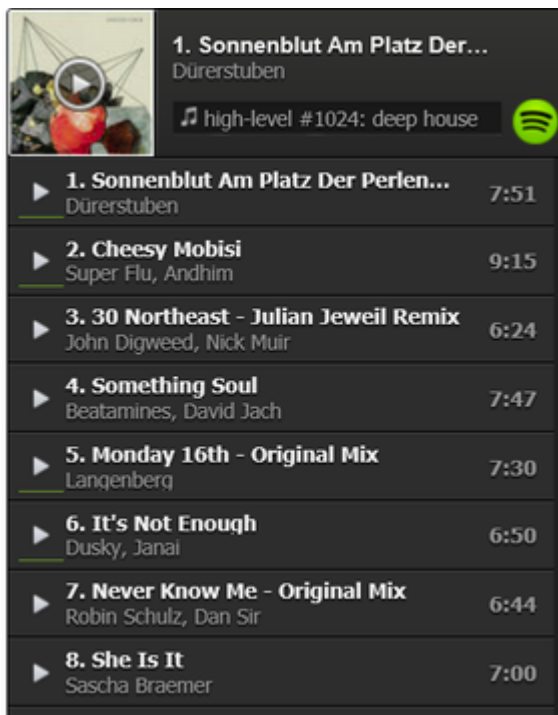 1. Sonnenblut Am Platz Der...
Dürerstuben
high-level #1024: deep house
1. Sonnenblut Am Platz Der Perlen... 7:51
Dürerstuben
2. Cheesy Mobisi 9:15
Super Flu, Andhim
3. 30 Northeast - Julian Jeweil Remix 6:24
John Digweed, Nick Muir
4. Something Soul 7:47
Beatamines, David Jach
5. Monday 16th - Original Mix 7:30
Langenberg
6. It's Not Enough 6:50
Dusky, Janai
7. Never Know Me - Original Mix 6:44
Robin Schulz, Dan Sir
8. She Is It 7:00
Sascha Braemer